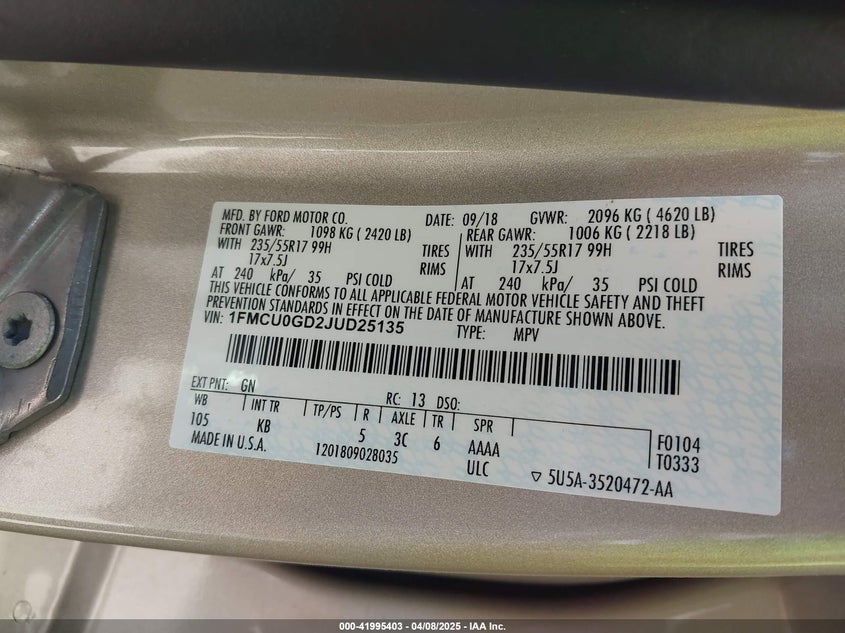 MFD. BY FORD MOTOR CO. DATE: 09/18 GVWR: 2096 KG ( 4620 LB)
FRONT GAWR: 1098 KG ( 2420 LB) REAR GAWR: 1006 KG ( 2218 LB)
WITH 235/55R17 99H TIRES WITH 235/55R17 99H TIRES
17x7.5J RIMS 17x7.5J RIMS
AT 240 kPa/ 35 PSI COLD AT 240 kPa/ 35 PSI COLD
THIS VEHICLE CONFORMS TO ALL APPLICABLE FEDERAL MOTOR VEHICLE SAFETY AND THEFT
PREVENTION STANDARDS IN EFFECT ON THE DATE OF MANUFACTURE SHOWN ABOVE.
VIN: 1FMCU0GD2JUD25135 TYPE: MPV
EXT PNT: GN RC: 13 DSO:
WB INT TR TP/PS R AXLE TR SPR
105 KB 5 3C 6 AAAA F0104
MADE IN U.S.A. 1201809028035 ULC T0333
▽ 5U5A-3520472-AA
000-41995403 - 04/08/2025 - IAA Inc.